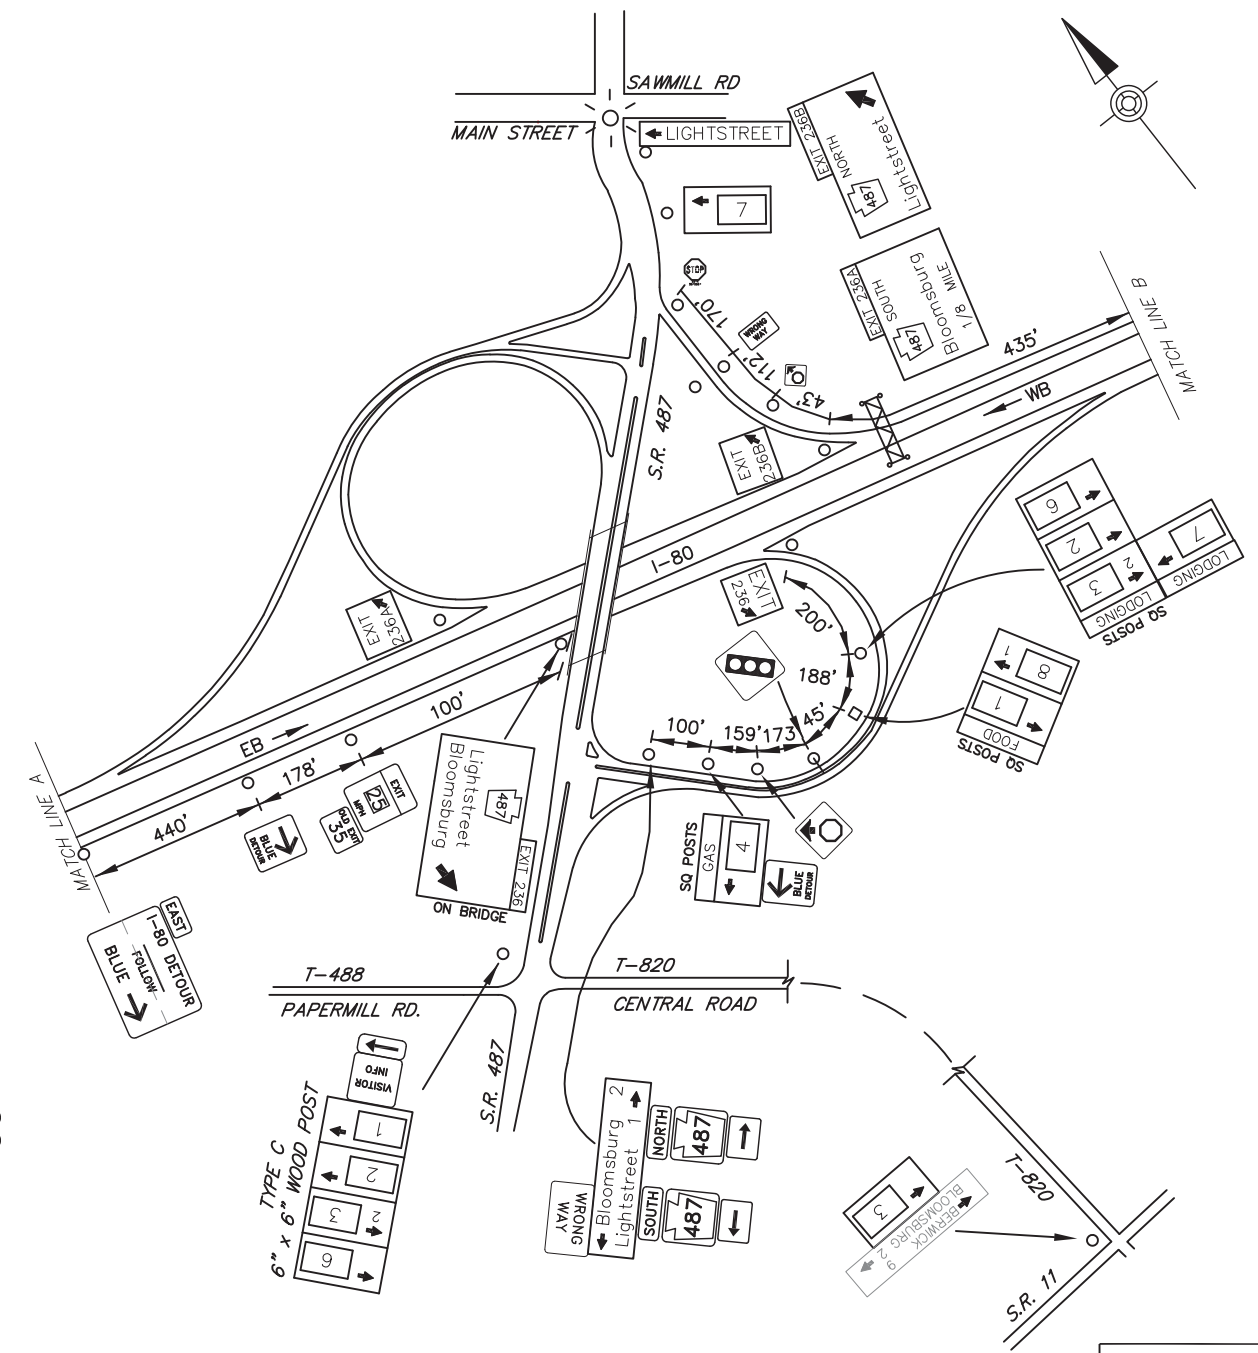 SAWMILL RD
MAIN STREET
LIGHTSTREET
7
STOP
170'
WRONG
WAY
112'
43'
EXIT 236B
NORTH
487
Lightstreet
EXIT 236A
SOUTH
487
Bloomsburg
1/8 MILE
435'
MATCH LINE B
MATCH LINE
WB
S.R. 487
EXIT
236B
I-80
EXIT
236
200'
188'
45'
173'
159'
100'
6
2
3
2
LODGING
7
LODGING
SQ POSTS
8
1
1
FOOD
SQ POSTS
EXIT
236A
100'
EB
178'
440'
MATCH LINE A
EXIT
25
MPH
OLD EXIT
35
BLUE
DETOUR
EAST
I-80 DETOUR
FOLLOW
BLUE
Lightstreet
Bloomsburg
487
EXIT 236
ON BRIDGE
SQ POSTS
GAS
4
BLUE
DETOUR
T-488
PAPERMILL RD.
T-820
CENTRAL ROAD
S.R. 487
VISITOR
INFO
TYPE C
6" x 6" WOOD POST
1
2
3
2
6
WRONG
WAY
Bloomsburg 2
Lightstreet 1
NORTH
487
SOUTH
487
3
BERWICK 9
BLOOMSBURG 2
T-820
S.R. 11